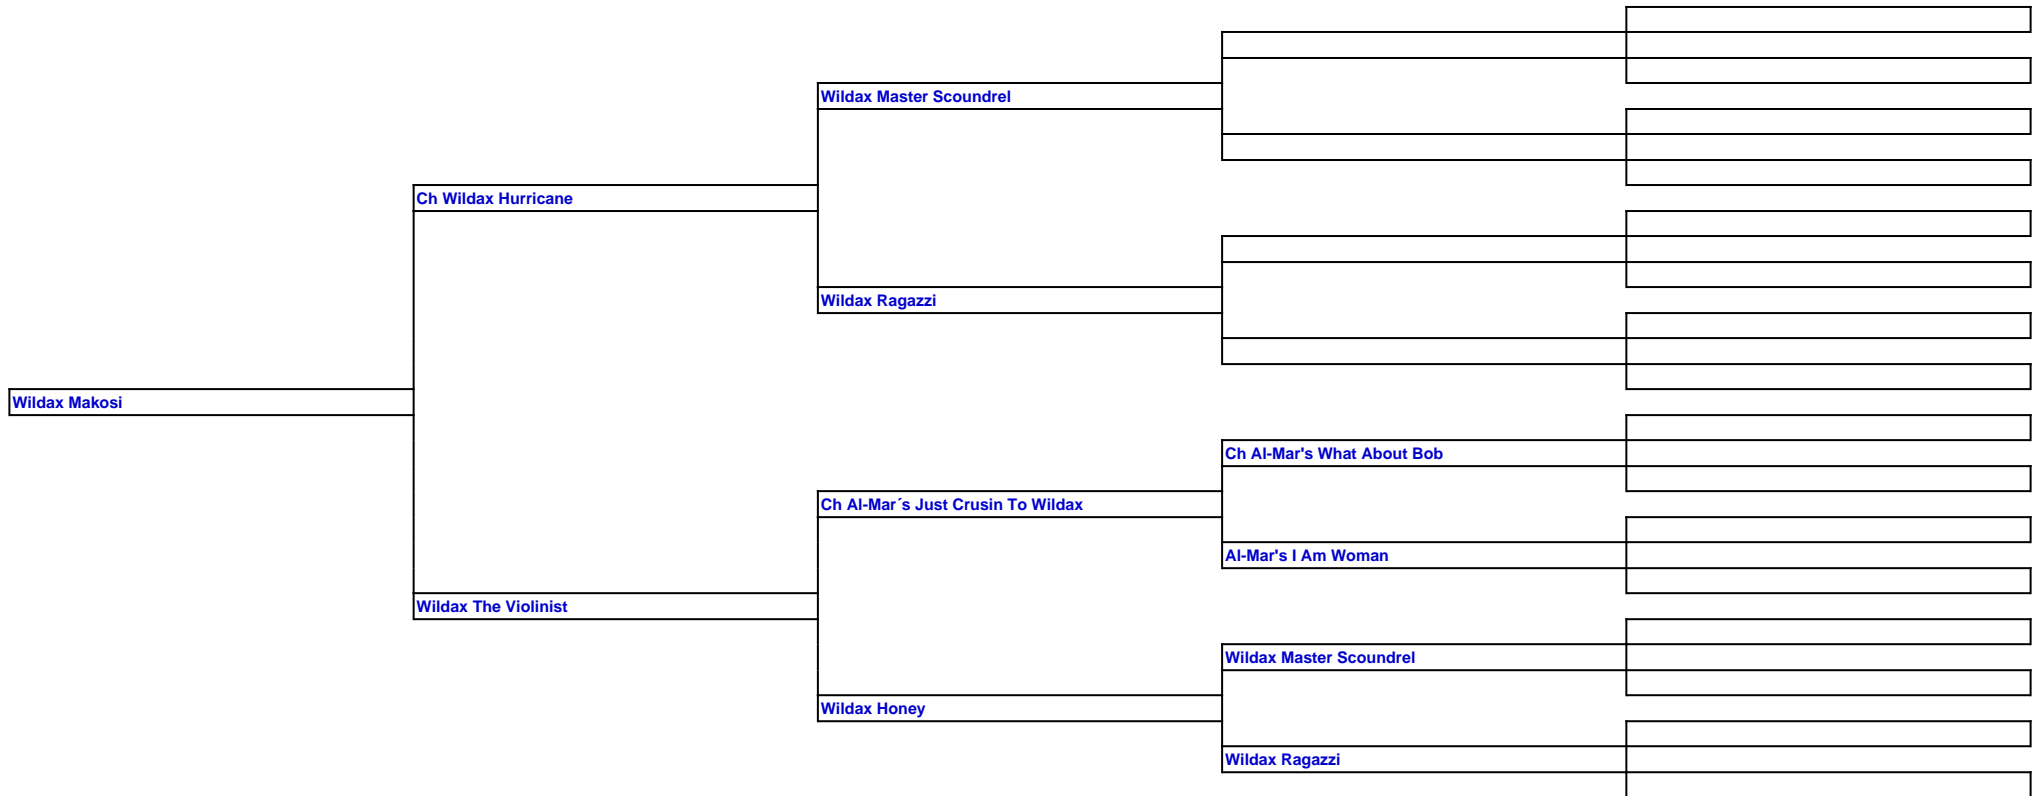 Wildax Master Scoundrel
Ch Wildax Hurricane
Wildax Ragazzi
Wildax Makosi
Ch Al-Mar's What About Bob
Ch Al-Mar´s Just Crusin To Wildax
Al-Mar's I Am Woman
Wildax The Violinist
Wildax Master Scoundrel
Wildax Honey
Wildax Ragazzi